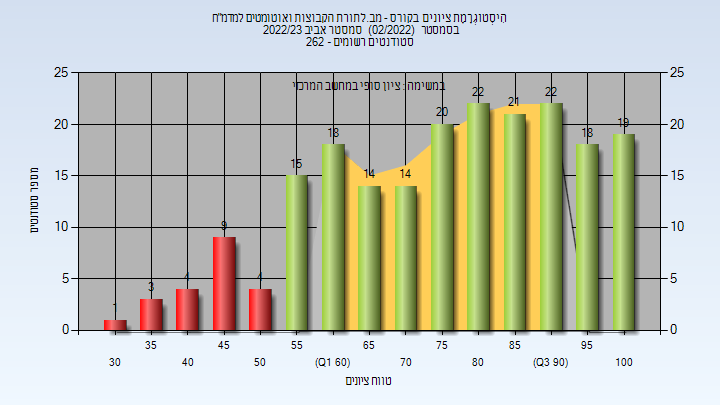 היסטוגרמת ציונים בקורס - מב.לתורת הקבוצות ואוטומטים למדמ"ח
בסמסטר (02/2022) סמסטר אביב 2022/23
סטודנטים רשומים - 262
במשימה : ציון סופי במחשב המרכזי
מספר סטודנטים
25 25
20 20
15 15
10 10
5 5
0 0
1 3 4 9 4 15 18 14 14 20 22 21 22 18 19
35 45 55 65 75 85 95
30 40 50 (Q1 60) 70 80 (Q3 90) 100
טווח ציונים